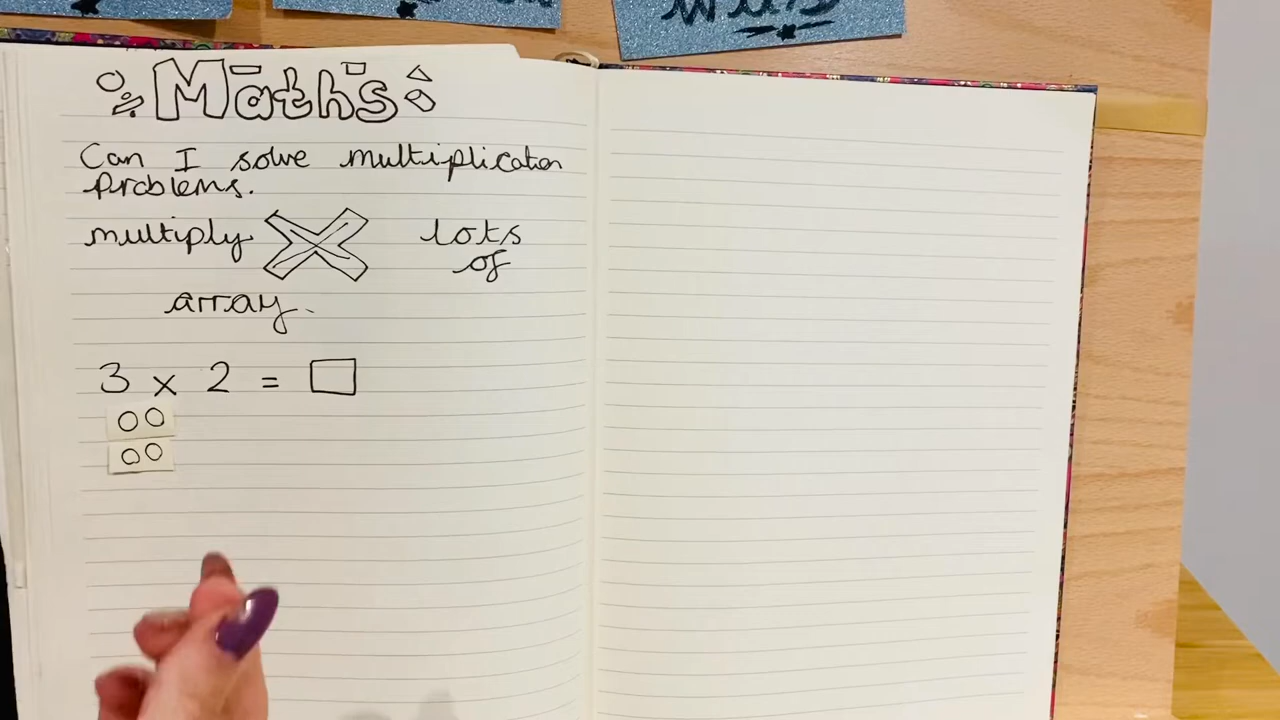 Maths
Can I solve multiplication
problems.
multiply X lots
of
array.
3 x 2 = □